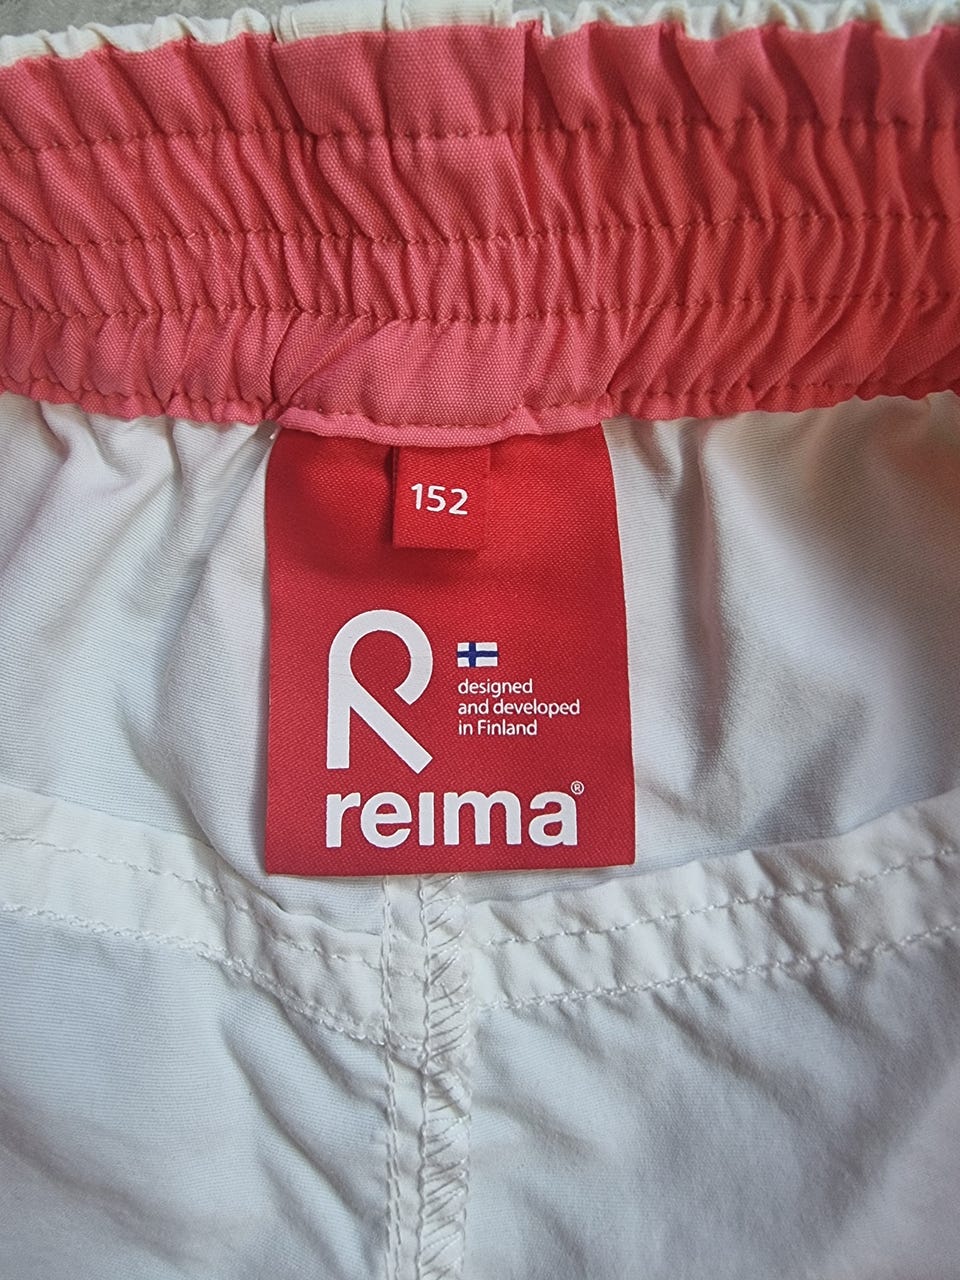 152
designed
and developed
in Finland
reima®